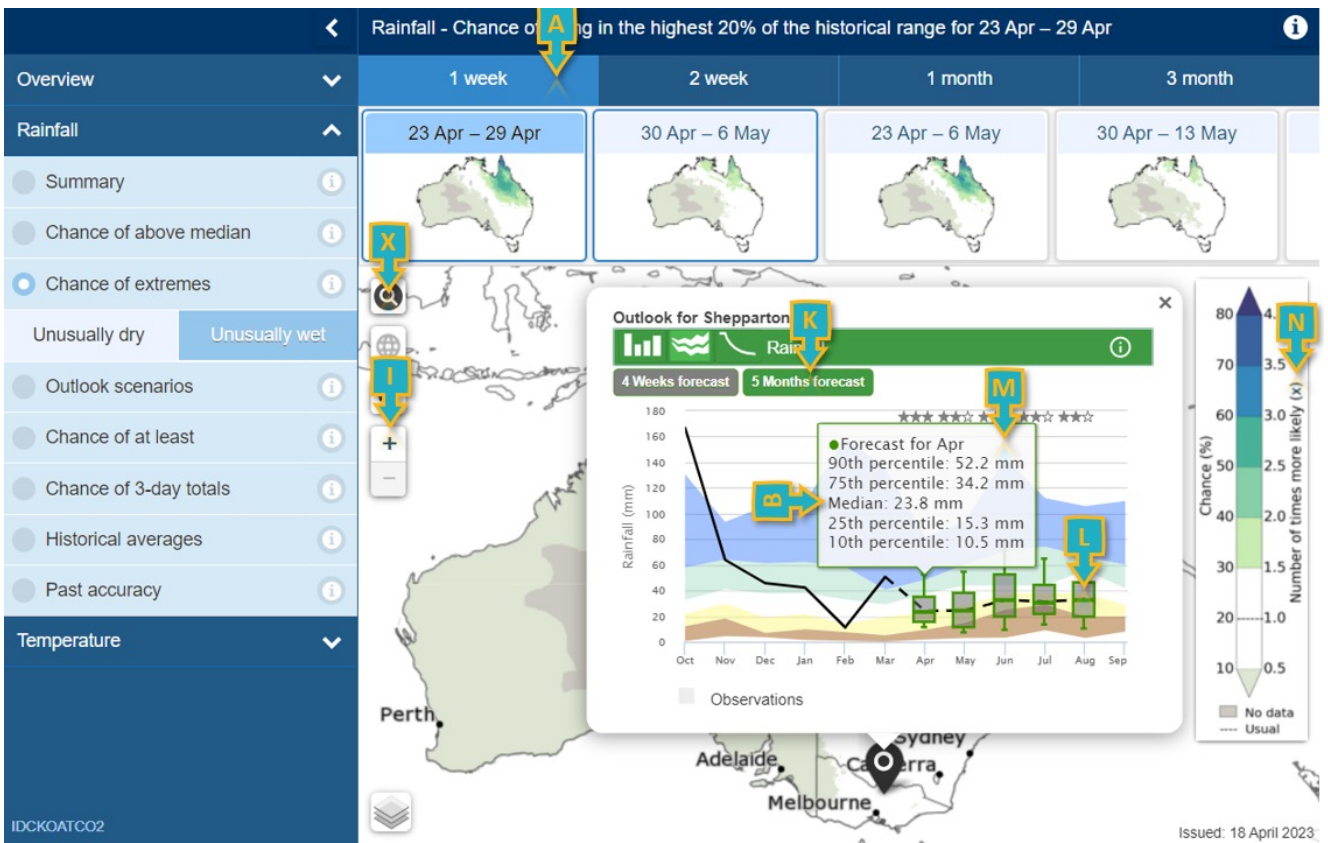 Rainfall - Chance of ng in the highest 20% of the historical range for 23 Apr – 29 Apr
A
Overview
1 week
2 week
1 month
3 month
Rainfall
23 Apr – 29 Apr
30 Apr – 6 May
23 Apr – 6 May
30 Apr – 13 May
Summary
Chance of above median
Chance of extremes
Unusually dry
Unusually wet
Outlook scenarios
Chance of at least
Chance of 3-day totals
Historical averages
Past accuracy
Temperature
IDCKOATCO2
X
I
+
−
Outlook for Shepparton
K
Rain
4 Weeks forecast
5 Months forecast
M
★★★ ★★☆ ★☆ ★★☆
180
160
140
120
100
80
60
40
20
0
Rainfall (mm)
Forecast for Apr
90th percentile: 52.2 mm
75th percentile: 34.2 mm
B
Median: 23.8 mm
25th percentile: 15.3 mm
10th percentile: 10.5 mm
L
Oct Nov Dec Jan Feb Mar Apr May Jun Jul Aug Sep
Observations
N
80 4.
70 3.5
60 3.0
50 2.5
40 2.0
30 1.5
20 1.0
10 0.5
Chance (%)
Number of times more likely (x)
No data
Usual
Perth
Adelaide
Sydney
Ca erra
Melbourne
Issued: 18 April 2023